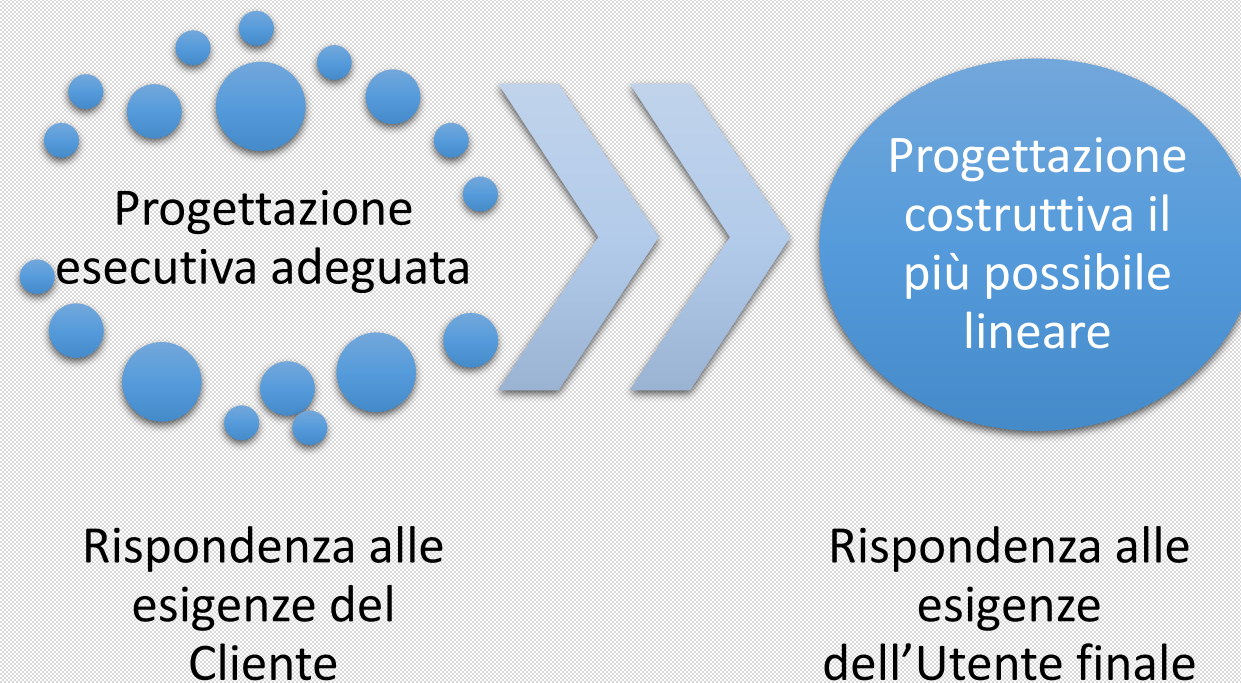 Progettazione
esecutiva adeguata
Progettazione
costruttiva il
più possibile
lineare
Rispondenza alle
esigenze del
Cliente
Rispondenza alle
esigenze
dell’Utente finale